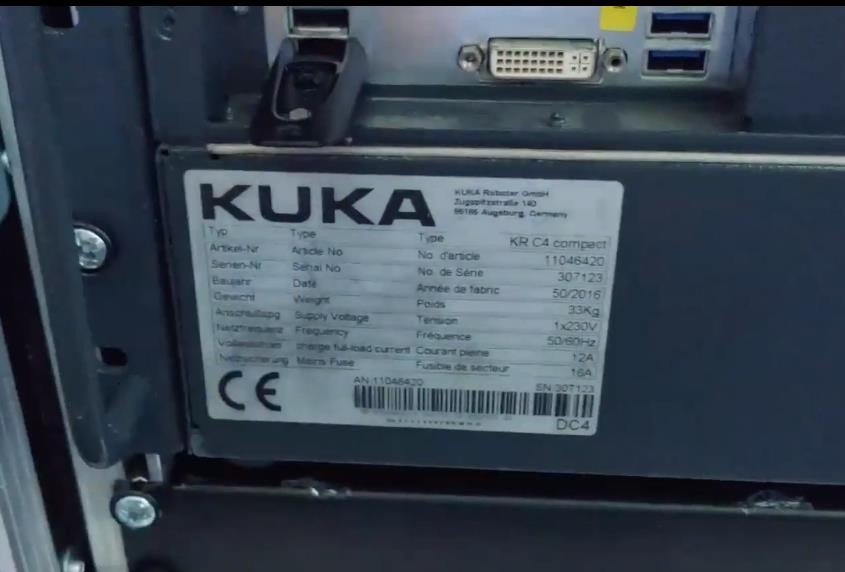 KUKA
KUKA Roboter GmbH
Zugspitzstraße 140
86165 Augsburg, Germany
Typ Type Type KR C4 compact
Artikel-Nr Article No No. d'article 11046420
Serien-Nr Serial No No. de Série 307123
Baujahr Date Année de fabric 50/2016
Gewicht Weight Poids 33Kg
Anschlußspg Supply Voltage Tension 1x230V
Netzfrequenz Frequency Fréquence 50/60Hz
charge full-load current Courant pleine 12A
Netzsicherung Mains Fuse Fusible de secteur 16A
CE
AN:11046420 SN:307123
DC4